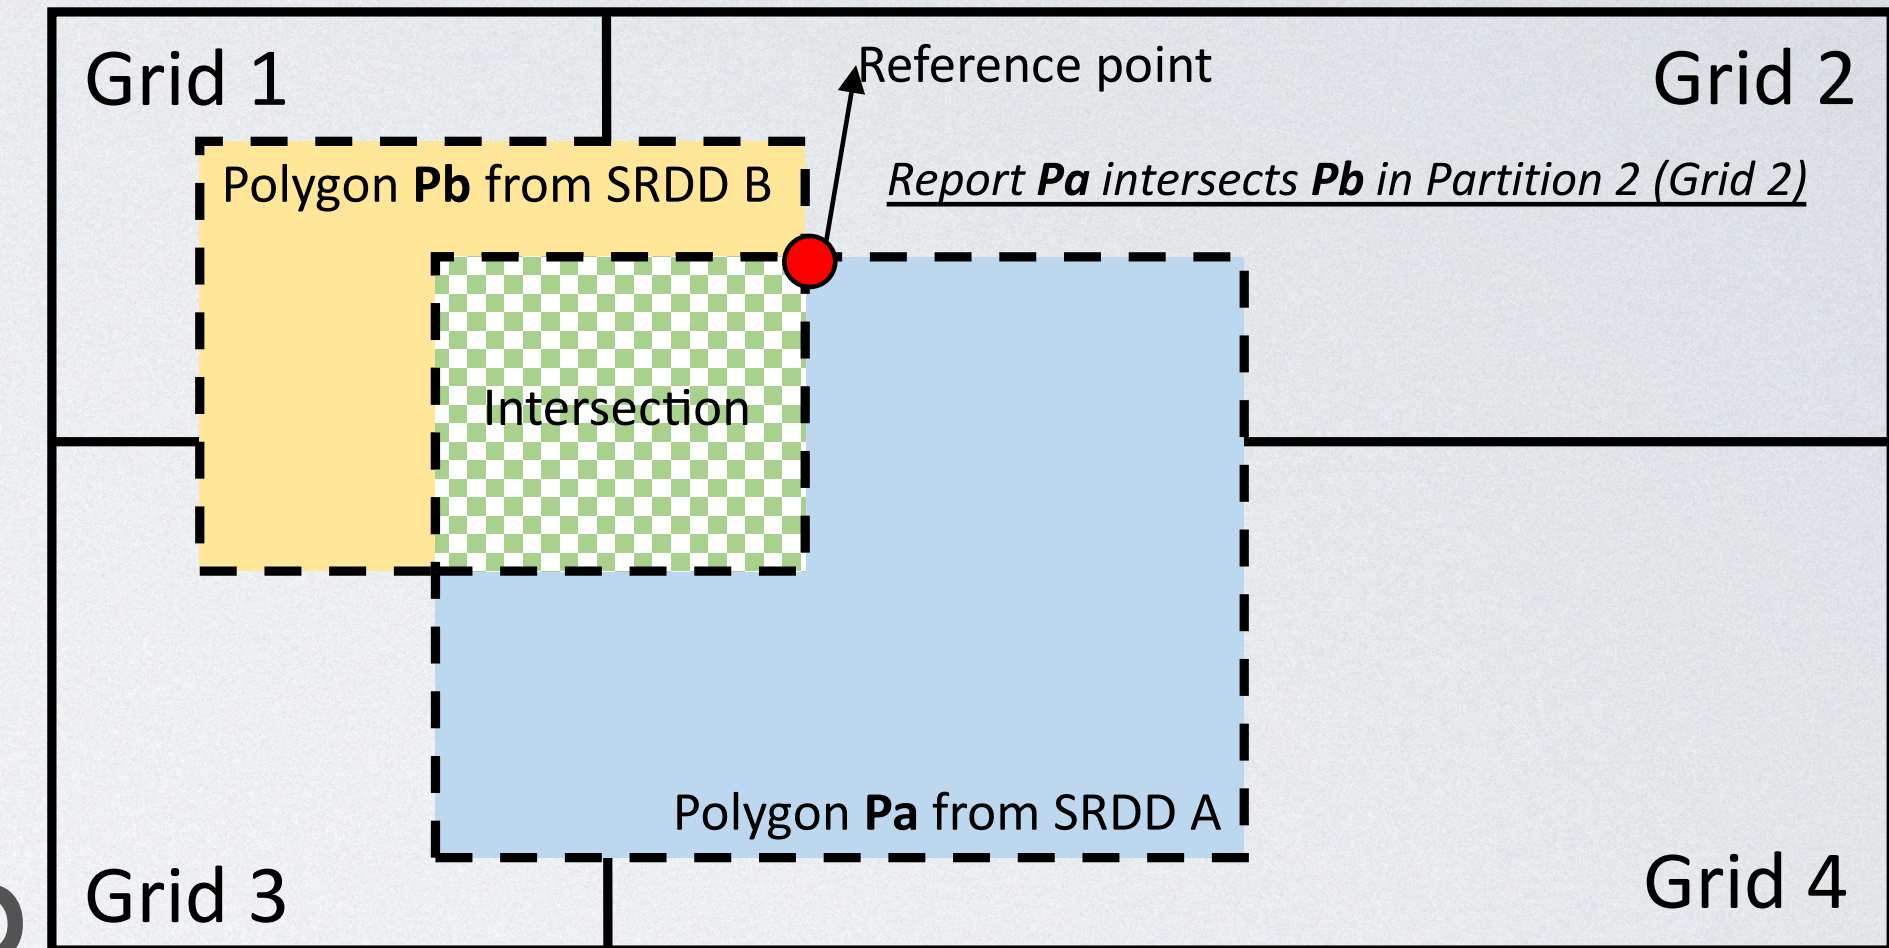 Grid 1
Reference point
Grid 2
Polygon Pb from SRDD B
Report Pa intersects Pb in Partition 2 (Grid 2)
Intersection
Polygon Pa from SRDD A
Grid 3
Grid 4